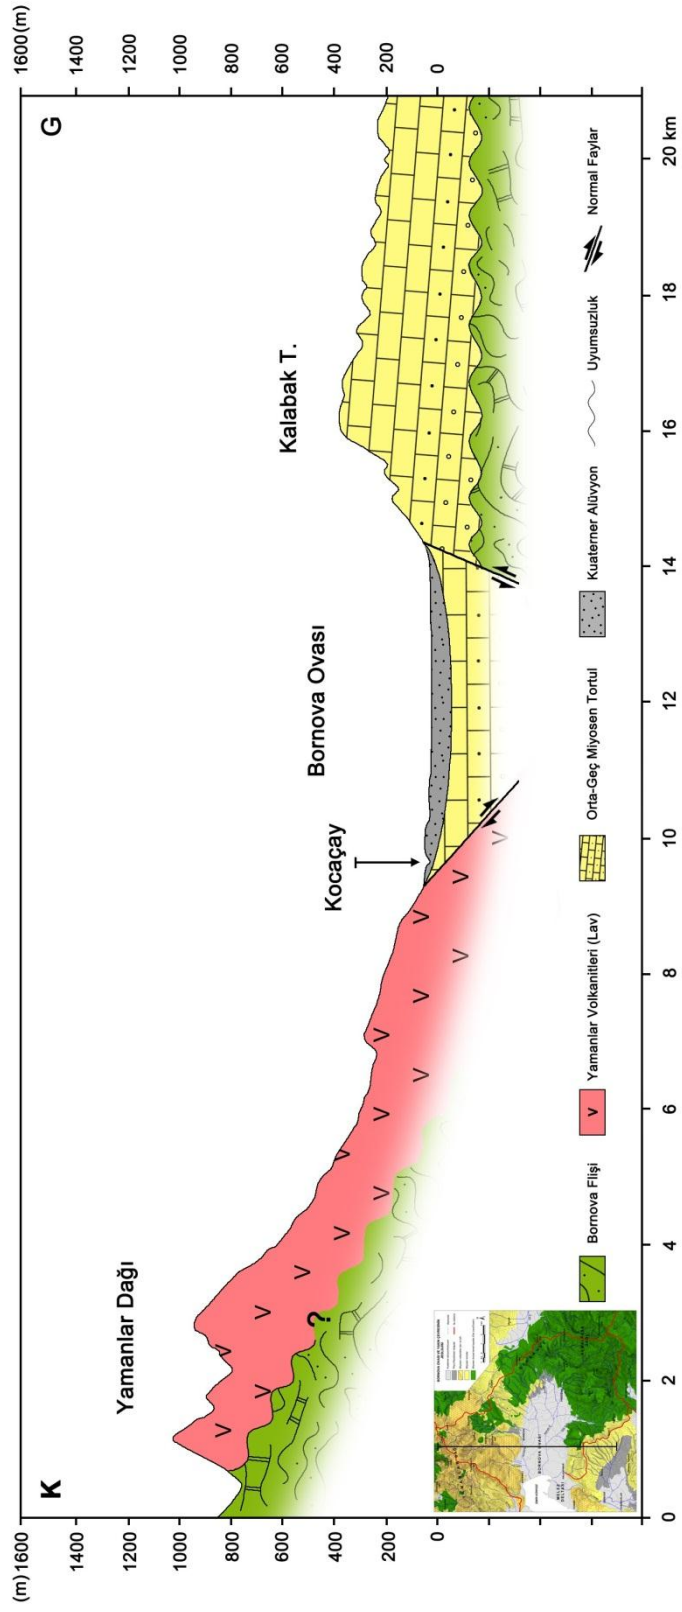 (m) 1600
1400
1200
1000
800
600
400
200
0
K
G
1600 (m)
1400
1200
1000
800
600
400
200
0
Yamanlar Dağı
Kocaçay
Bornova Ovası
Kalabak T.
V V V V V V V V V V V V V V V V V V V
?
0 2 4 6 8 10 12 14 16 18 20 km
Bornova Flişi
V Yamanlar Volkanitleri (Lav)
Orta-Geç Miyosen Tortul
Kuaterner Alüvyon
Uyumsuzluk
Normal Faylar
BORNOVA OVASI